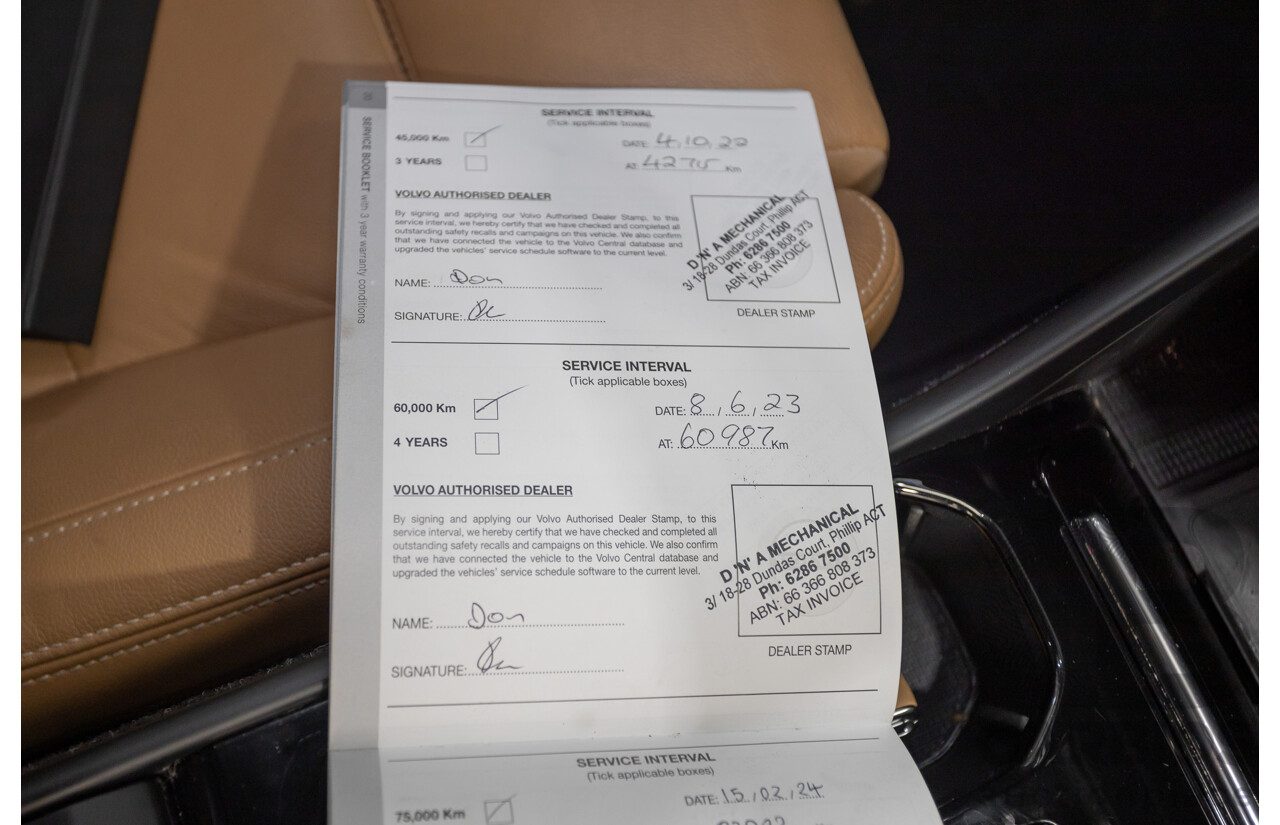 SERVICE BOOKLET with 3 year warranty conditions
SERVICE INTERVAL
(Tick applicable boxes)
45,000 Km
DATE: 4,10,22
3 YEARS
AT: Km
VOLVO AUTHORISED DEALER
By signing and applying our Volvo Authorised Dealer Stamp, to this
service interval, we hereby certify that we have checked and completed all
outstanding safety recalls and campaigns on this vehicle. We also confirm
that we have connected the vehicle to the Volvo Central database and
upgraded the vehicles' service schedule software to the current level.
D 'N' A MECHANICAL
3/ 18-28 Dundas Court, Phillip ACT
Ph: 6286 7500
ABN: 66 366 808 373
TAX INVOICE
NAME: Don
SIGNATURE:
DEALER STAMP
SERVICE INTERVAL
(Tick applicable boxes)
60,000 Km
DATE: 8,6,23
4 YEARS
AT: 60987 Km
VOLVO AUTHORISED DEALER
By signing and applying our Volvo Authorised Dealer Stamp, to this
service interval, we hereby certify that we have checked and completed all
outstanding safety recalls and campaigns on this vehicle. We also confirm
that we have connected the vehicle to the Volvo Central database and
upgraded the vehicles' service schedule software to the current level.
D 'N' A MECHANICAL
3/ 18-28 Dundas Court, Phillip ACT
Ph: 6286 7500
ABN: 66 366 808 373
TAX INVOICE
NAME: Don
SIGNATURE:
DEALER STAMP
SERVICE INTERVAL
(Tick applicable boxes)
75,000 Km
DATE: 15,02,24